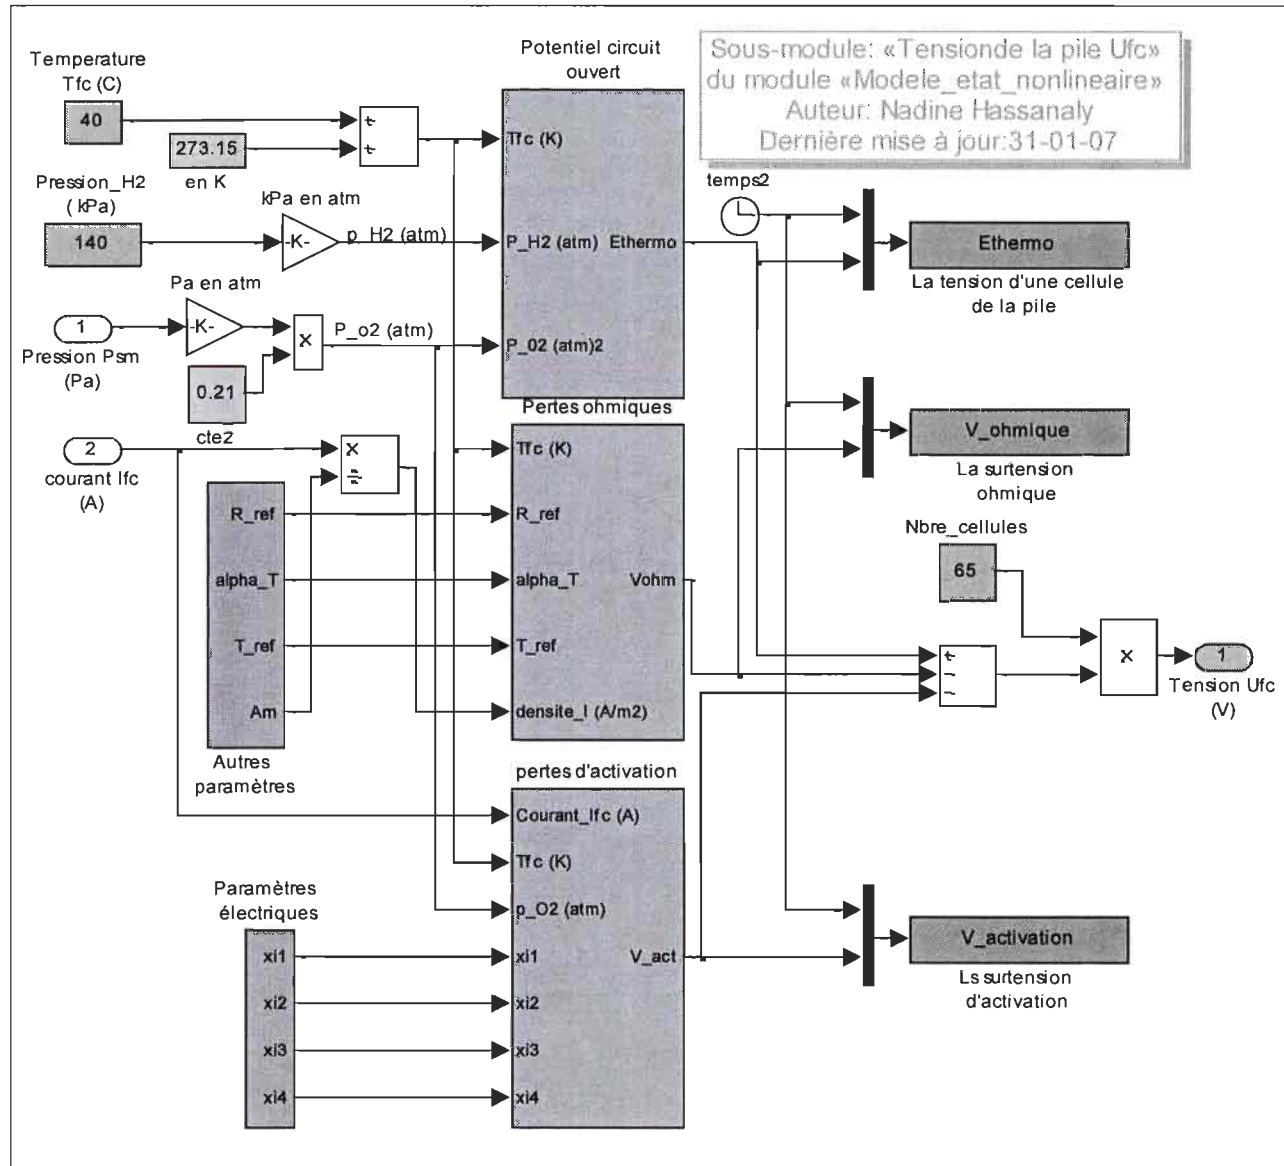 Sous-module: «Tensionde la pile Ufc»
du module «Modele_etat_nonlineaire»
Auteur: Nadine Hassanaly
Dernière mise à jour:31-01-07
Temperature
Tfc (C)
40
273.15
en K
Pression_H2
( kPa)
140
kPa en atm
-K-
p_H2 (atm)
Pa en atm
-K-
1
Pression Psm
(Pa)
x
P_o2 (atm)
0.21
cte2
2
courant Ifc
(A)
x
÷
Potentiel circuit
ouvert
Tfc (K)
P_H2 (atm)
Ethermo
P_02 (atm)2
Pertes ohmiques
Tfc (K)
R_ref
alpha_T
T_ref
densite_I (A/m2)
Vohm
R_ref
alpha_T
T_ref
Am
Autres
paramètres
pertes d'activation
Courant_Ifc (A)
Tfc (K)
p_O2 (atm)
xi1
xi2
xi3
xi4
V_act
Paramètres
électriques
xi1
xi2
xi3
xi4
temps2
Ethermo
La tension d'une cellule
de la pile
V_ohmique
La surtension
ohmique
Nbre_cellules
65
+
−
−
x
1
Tension Ufc
(V)
V_activation
Ls surtension
d'activation